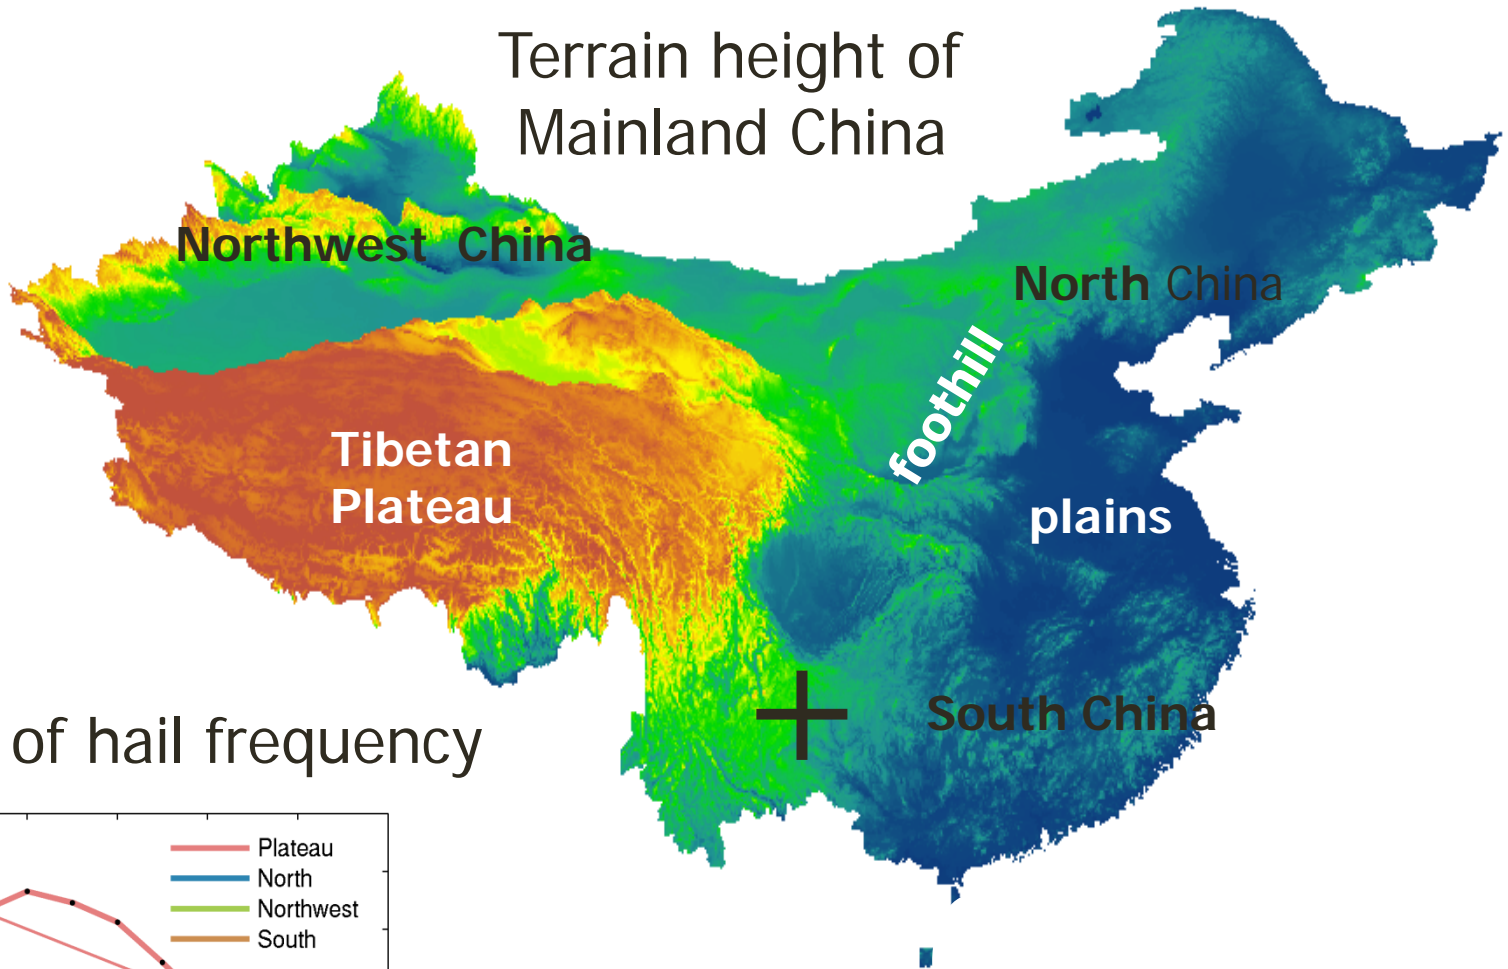 Terrain height of
Mainland China
Northwest China
North China
foothill
Tibetan
Plateau
plains
South China
of hail frequency
Plateau
North
Northwest
South